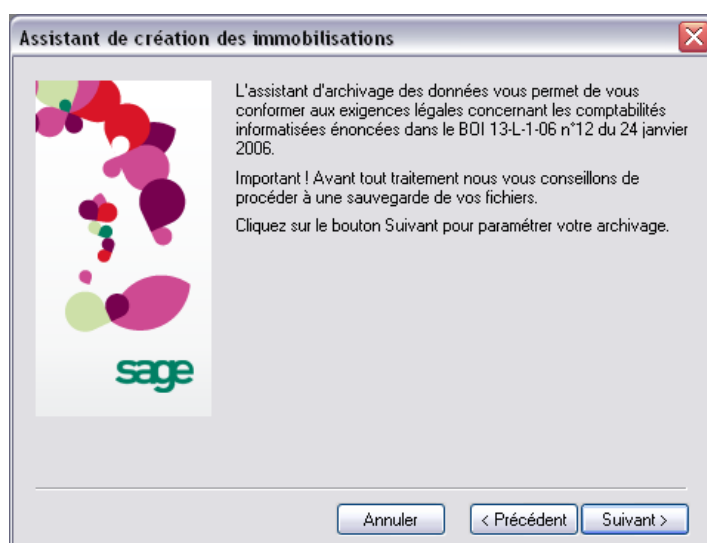 Assistant de création des immobilisations
L'assistant d'archivage des données vous permet de vous
conformer aux exigences légales concernant les comptabilités
informatisées énoncées dans le BOI 13-L-1-06 n°12 du 24 janvier
2006.
Important ! Avant tout traitement nous vous conseillons de
procéder à une sauvegarde de vos fichiers.
Cliquez sur le bouton Suivant pour paramétrer votre archivage.
sage
Annuler
< Précédent
Suivant >